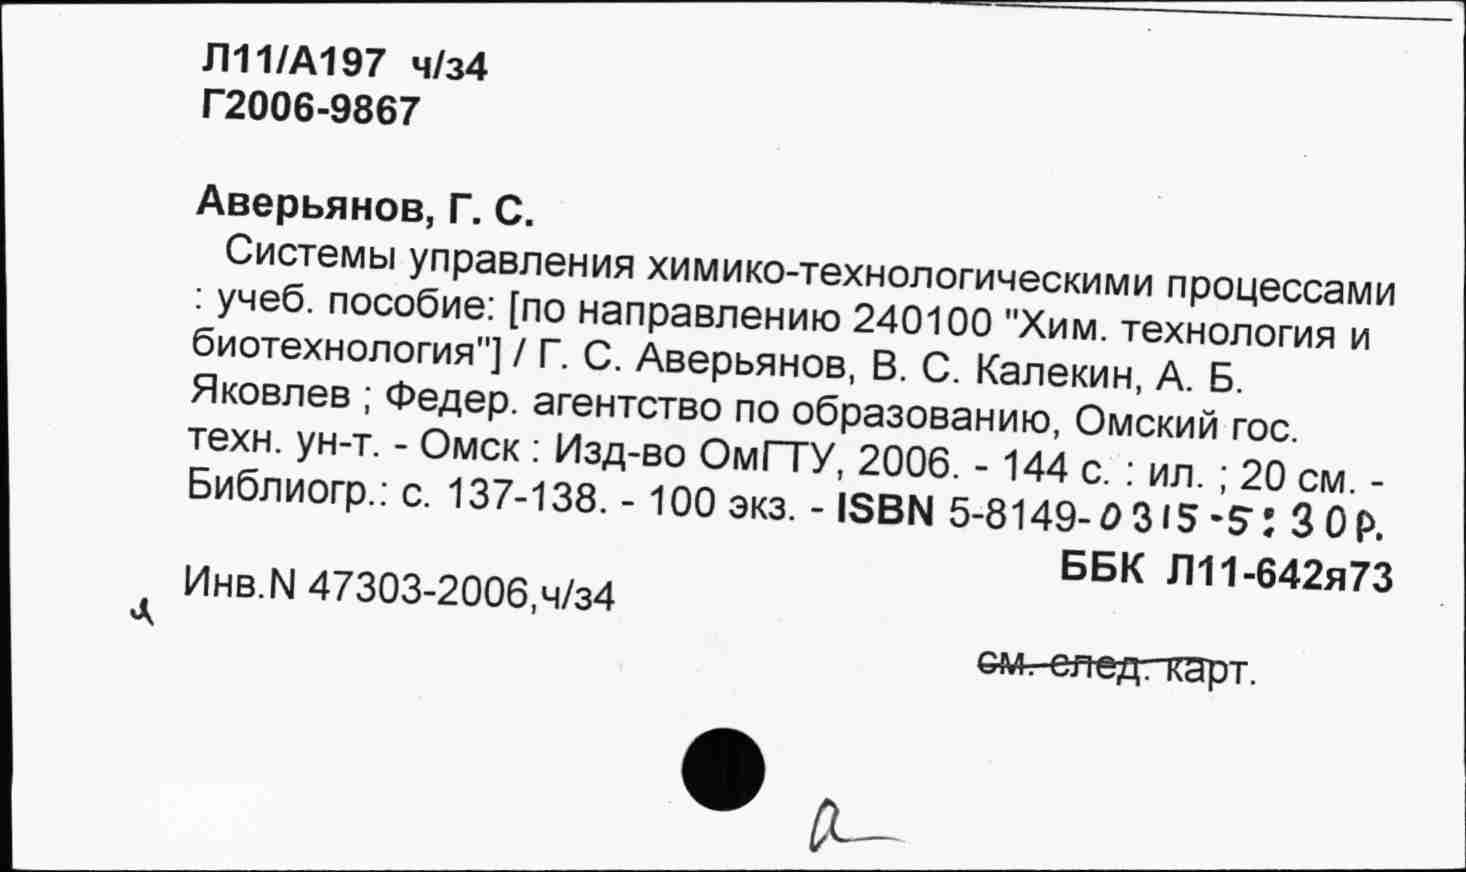 Л11/А197 ч/з4
Г2006-9867
Аверьянов, Г. С.
Системы управления химико-технологическими процессами
: учеб. пособие: [по направлению 240100 "Хим. технология и
биотехнология"] / Г. С. Аверьянов, В. С. Калекин, А. Б.
Яковлев ; Федер. агентство по образованию, Омский гос.
техн. ун-т. - Омск : Изд-во ОмГТУ, 2006. - 144 с. : ил. ; 20 см. -
Библиогр.: с. 137-138. - 100 экз. - ISBN 5-8149-0315-5: 30р.
ББК Л11-642я73
Инв.N 47303-2006,ч/з4
см. след. карт.
а